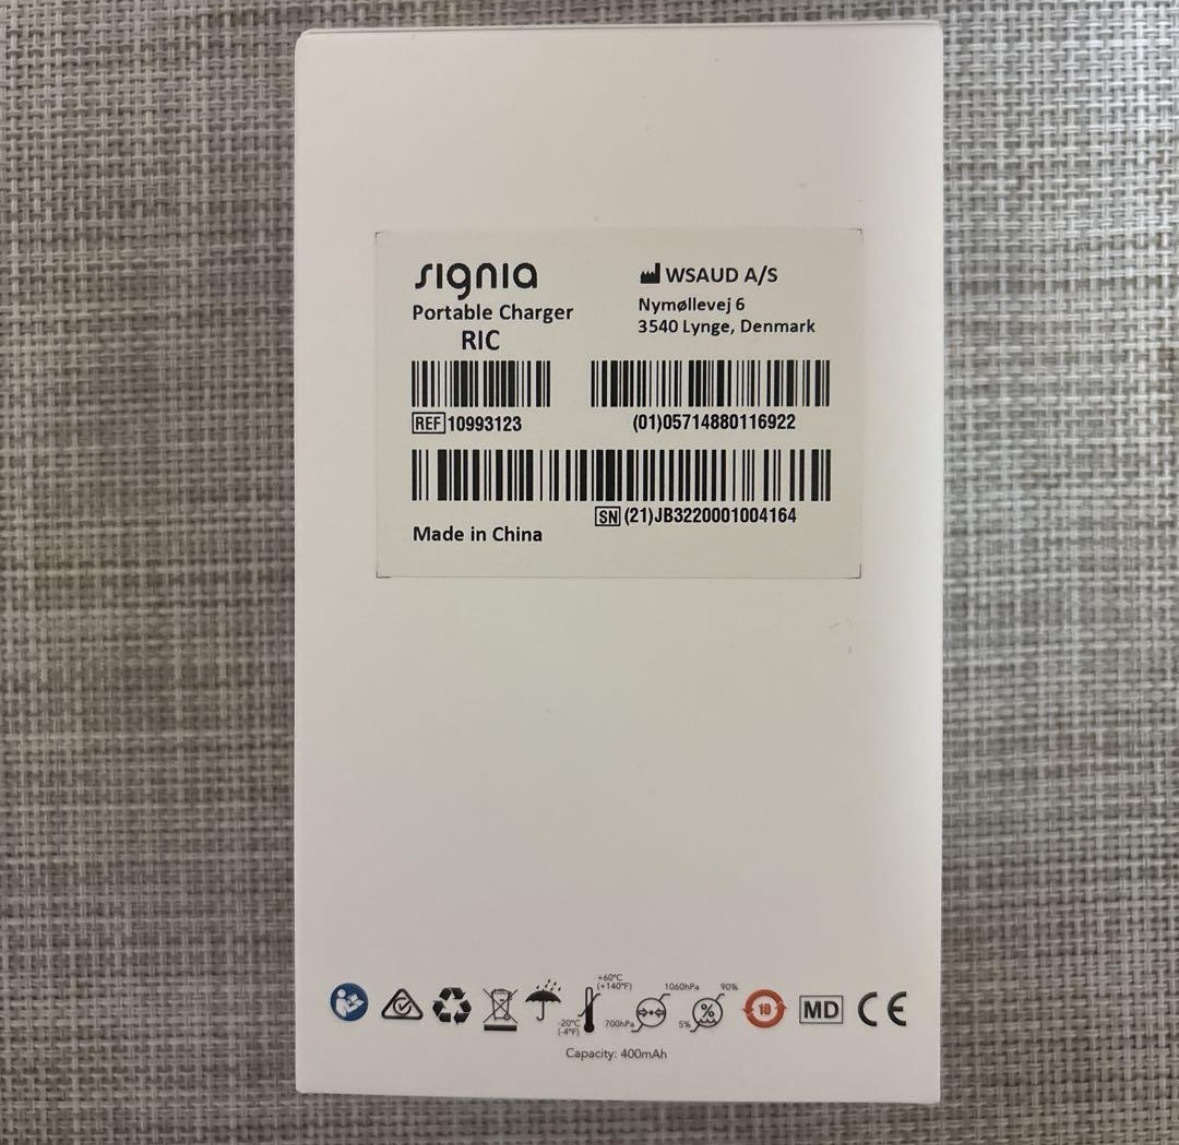 signia
Portable Charger
RIC
WSAUD A/S
Nymøllevej 6
3540 Lynge, Denmark
REF 10993123
(01)05714880116922
SN (21)JB3220001004164
Made in China
+60°C
(+140°F)
-20°C
(-4°F)
1060hPa
700hPa
90%
%
5%
10
MD
CE
Capacity: 400mAh